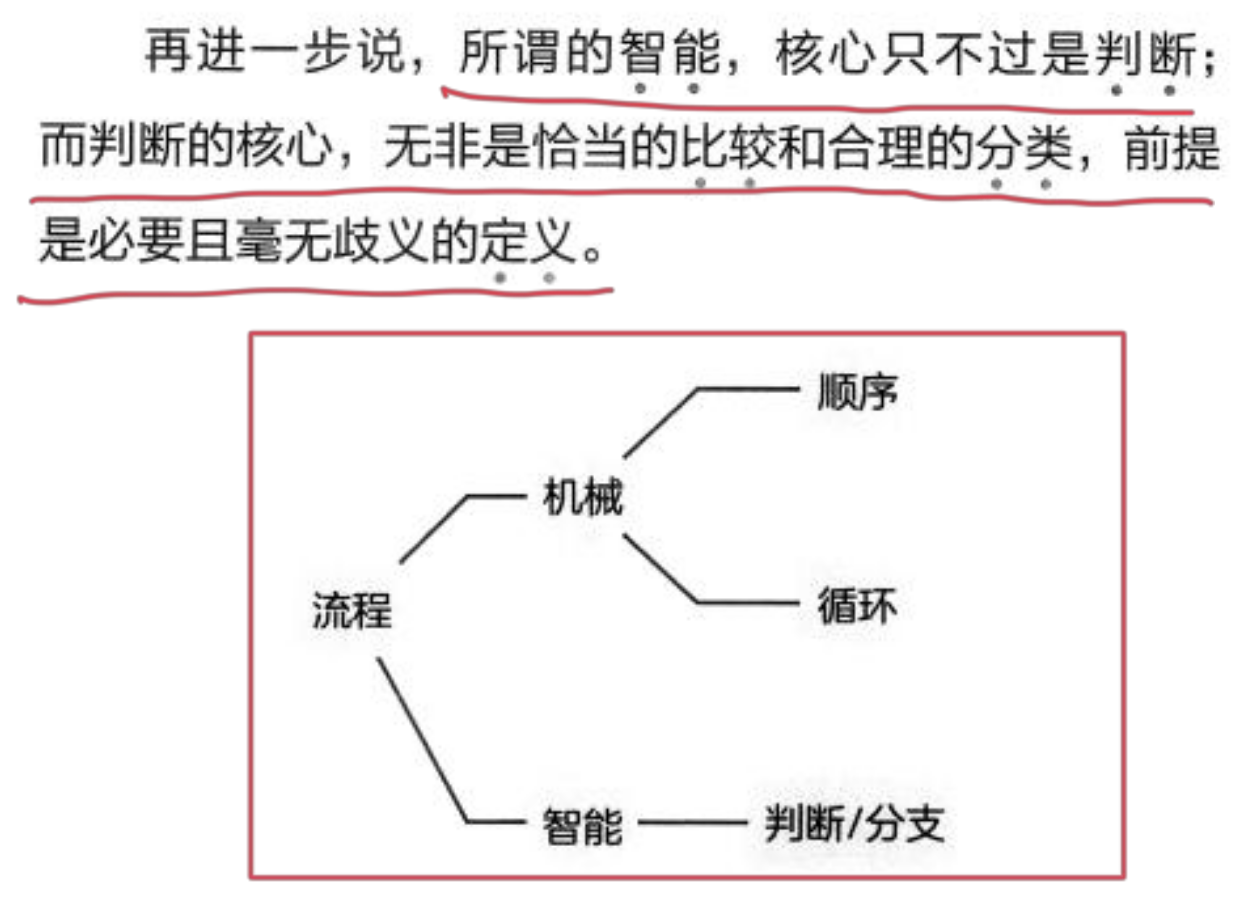 再进一步说，所谓的智能，核心只不过是判断；
而判断的核心，无非是恰当的比较和合理的分类，前提
是必要且毫无歧义的定义。
顺序
机械
循环
流程
智能
判断/分支